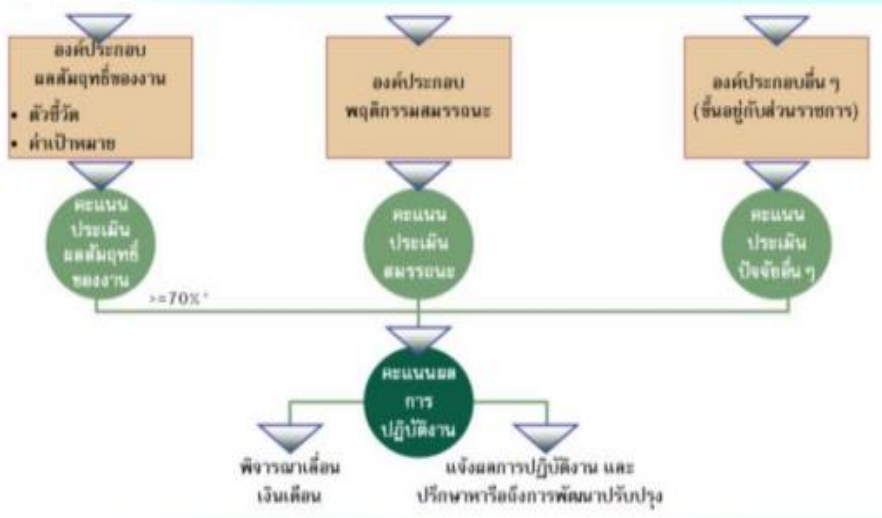 องค์ประกอบ
ผลสัมฤทธิ์ของงาน
• ตัวชี้วัด
• ค่าเป้าหมาย
องค์ประกอบ
พฤติกรรมสมรรถนะ
องค์ประกอบอื่น ๆ
(ขึ้นอยู่กับส่วนราชการ)
คะแนน
ประเมิน
ผลสัมฤทธิ์
ของงาน
คะแนน
ประเมิน
สมรรถนะ
คะแนน
ประเมิน
ปัจจัยอื่น ๆ
>=70%*
คะแนนผล
การ
ปฏิบัติงาน
พิจารณาเลื่อน
เงินเดือน
แจ้งผลการปฏิบัติงาน และ
ปรึกษาหารือถึงการพัฒนาปรับปรุง